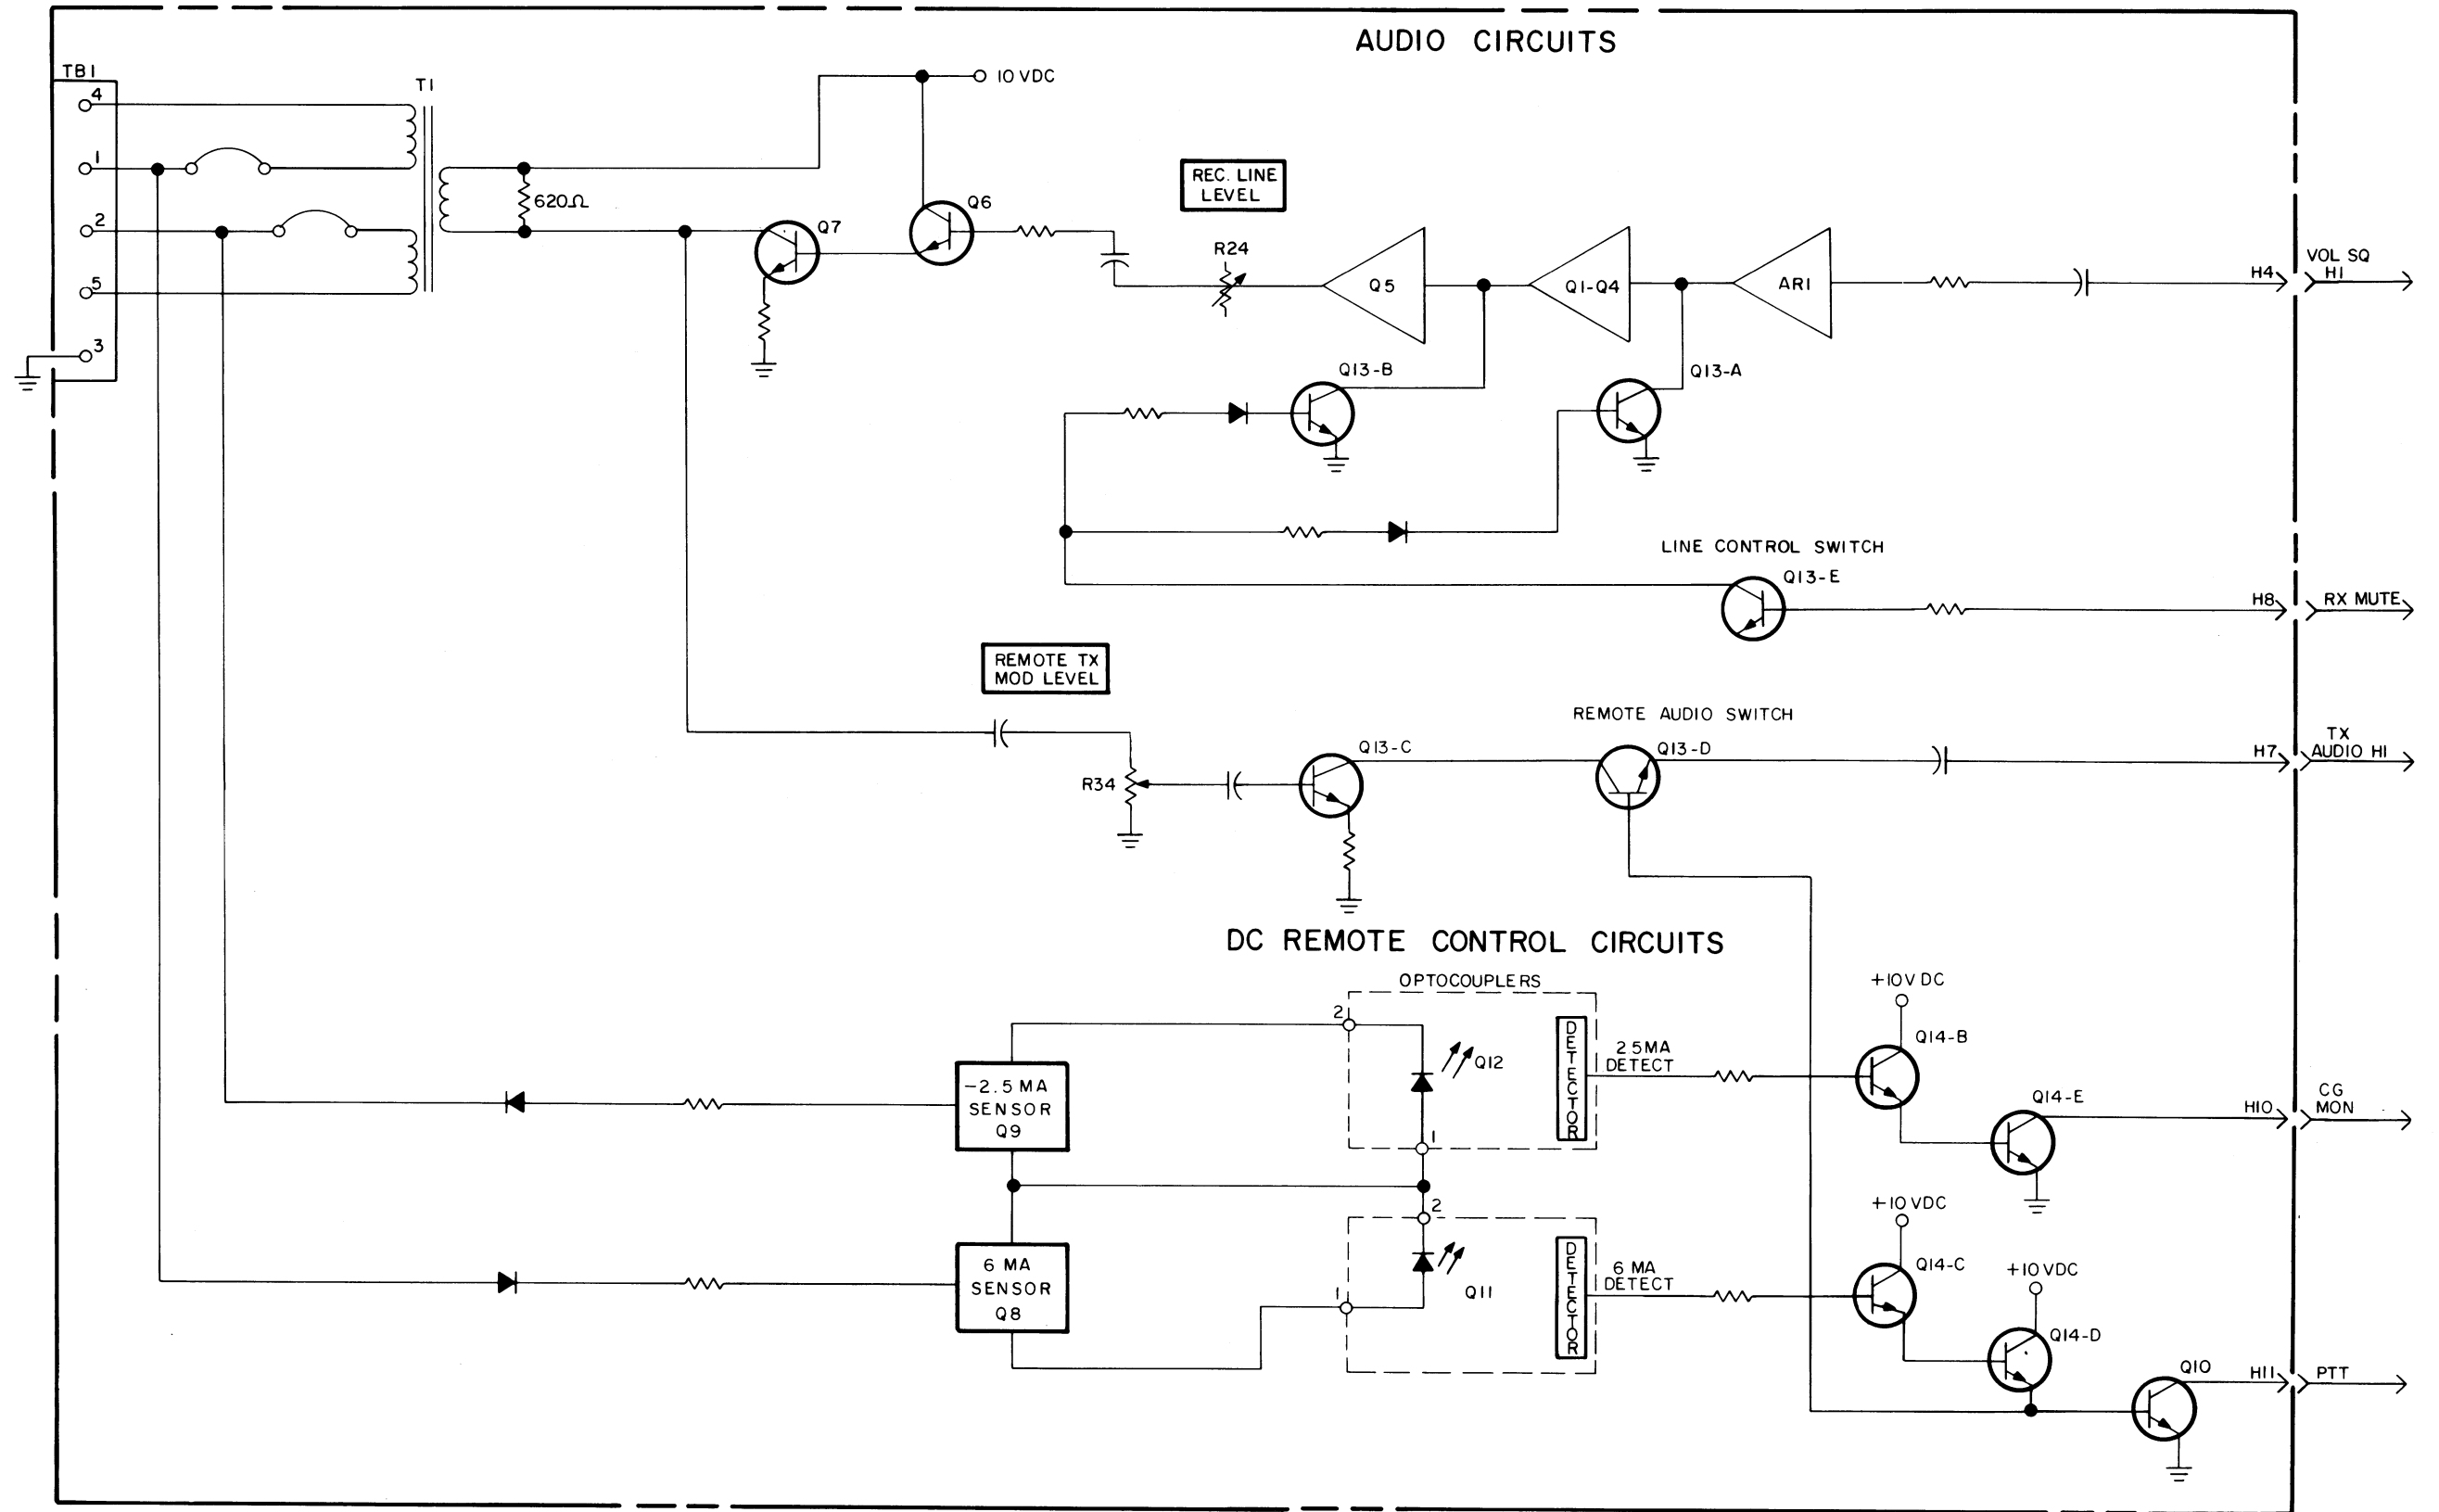 AUDIO CIRCUITS
TB1
4
T1
10 VDC
1
2
5
3
620Ω
Q7
Q6
REC. LINE
LEVEL
R24
Q5
Q1-Q4
AR1
H4
VOL SQ
HI
Q13-B
Q13-A
LINE CONTROL SWITCH
Q13-E
H8
RX MUTE
REMOTE TX
MOD LEVEL
REMOTE AUDIO SWITCH
Q13-C
Q13-D
H7
TX
AUDIO HI
R34
DC REMOTE CONTROL CIRCUITS
OPTOCOUPLERS
2
Q12
1
DETECTOR
2 5MA
DETECT
+10V DC
Q14-B
Q14-E
H10
CG
MON
-2.5 MA
SENSOR
Q9
6 MA
SENSOR
Q8
2
1
Q11
DETECTOR
6 MA
DETECT
+10 VDC
Q14-C
+10 VDC
Q14-D
Q10
H11
PTT